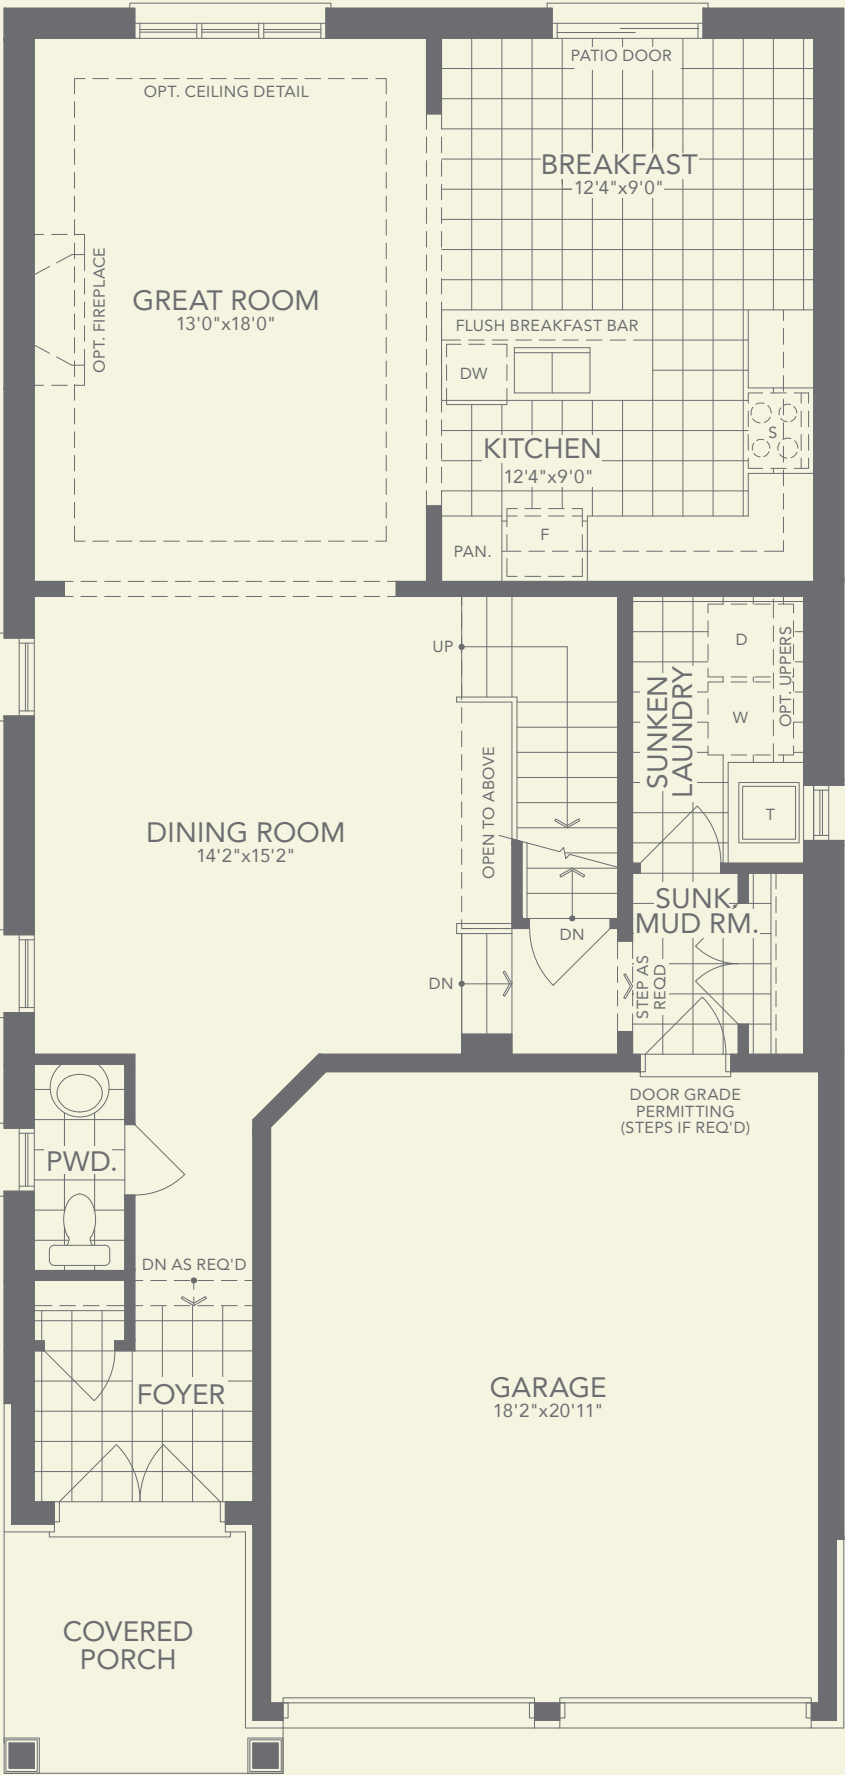 PATIO DOOR
OPT. CEILING DETAIL
BREAKFAST
12'4"x9'0"
OPT. FIREPLACE
GREAT ROOM
13'0"x18'0"
FLUSH BREAKFAST BAR
DW
S
KITCHEN
12'4"x9'0"
F
PAN.
UP
D
W
OPT. UPPERS
SUNKEN
LAUNDRY
OPEN TO ABOVE
T
DINING ROOM
14'2"x15'2"
SUNK.
MUD RM.
DN
DN
STEP AS
REQD
DOOR GRADE
PERMITTING
(STEPS IF REQ'D)
PWD.
DN AS REQ'D
FOYER
GARAGE
18'2"x20'11"
COVERED
PORCH